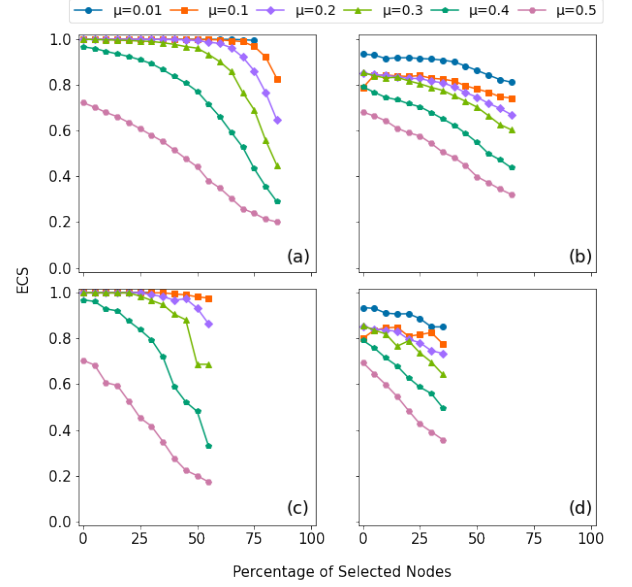 μ=0.01 μ=0.1 μ=0.2 μ=0.3 μ=0.4 μ=0.5
1.0
0.8
0.6
0.4
0.2
0.0
(a) (b)
ECS
1.0
0.8
0.6
0.4
0.2
0.0
(c) (d)
0 25 50 75 100 0 25 50 75 100
Percentage of Selected Nodes